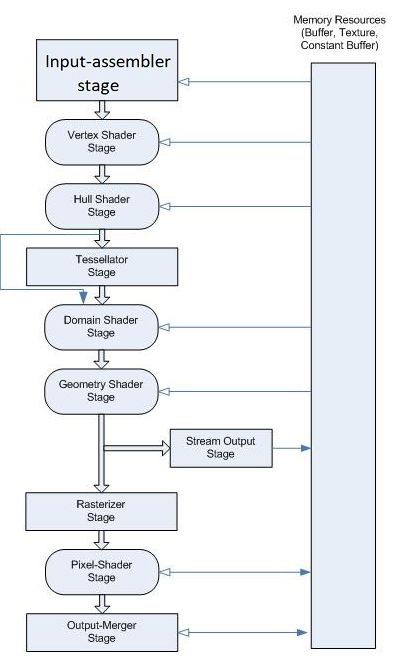 Memory Resources
(Buffer, Texture,
Constant Buffer)
Input-assembler
stage
Vertex Shader
Stage
Hull Shader
Stage
Tessellator
Stage
Domain Shader
Stage
Geometry Shader
Stage
Stream Output
Stage
Rasterizer
Stage
Pixel-Shader
Stage
Output-Merger
Stage